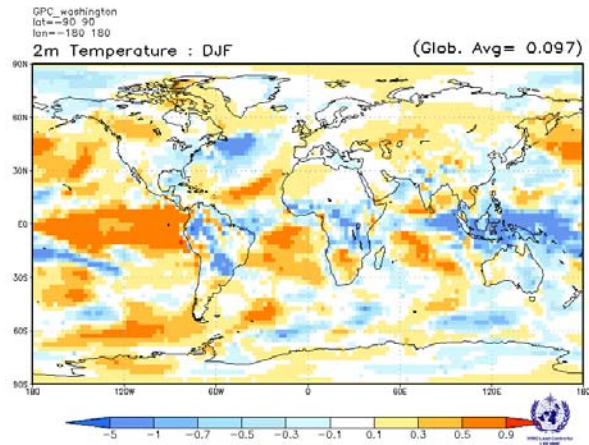 GPC_washington
lat=-90 90
lon=-180 180
2m Temperature : DJF (Glob. Avg= 0.097)
90N
60N
30N
EQ
30S
60S
90S
180 120W 60W 0 60E 120E 180
-5 -1 -0.7 -0.5 -0.3 -0.1 0.1 0.3 0.5 0.9